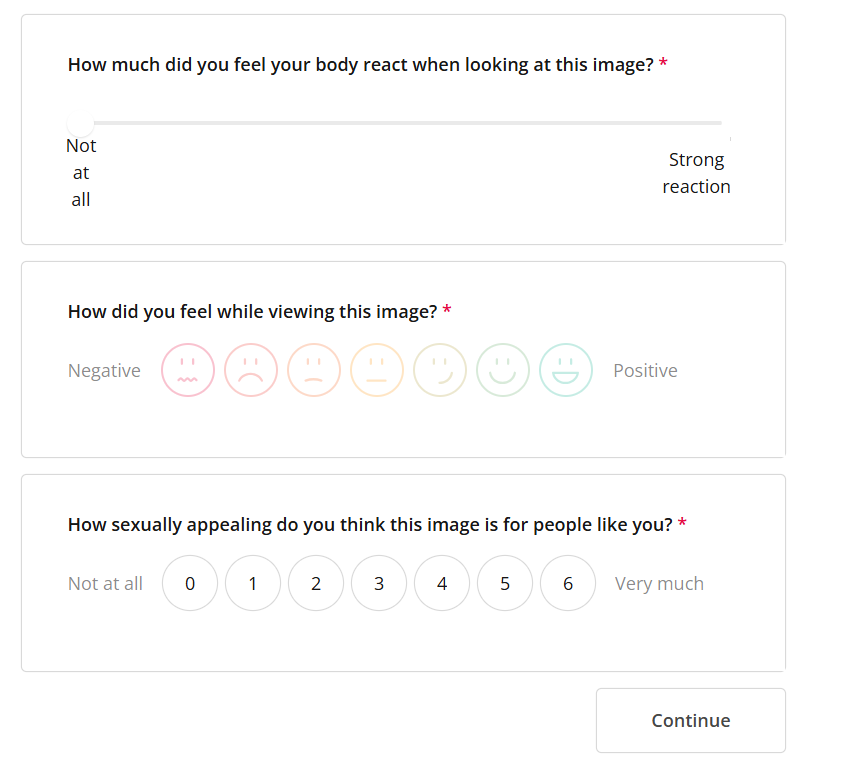 How much did you feel your body react when looking at this image? *
Not
at
all
Strong
reaction
How did you feel while viewing this image? *
Negative
Positive
How sexually appealing do you think this image is for people like you? *
Not at all 0 1 2 3 4 5 6 Very much
Continue